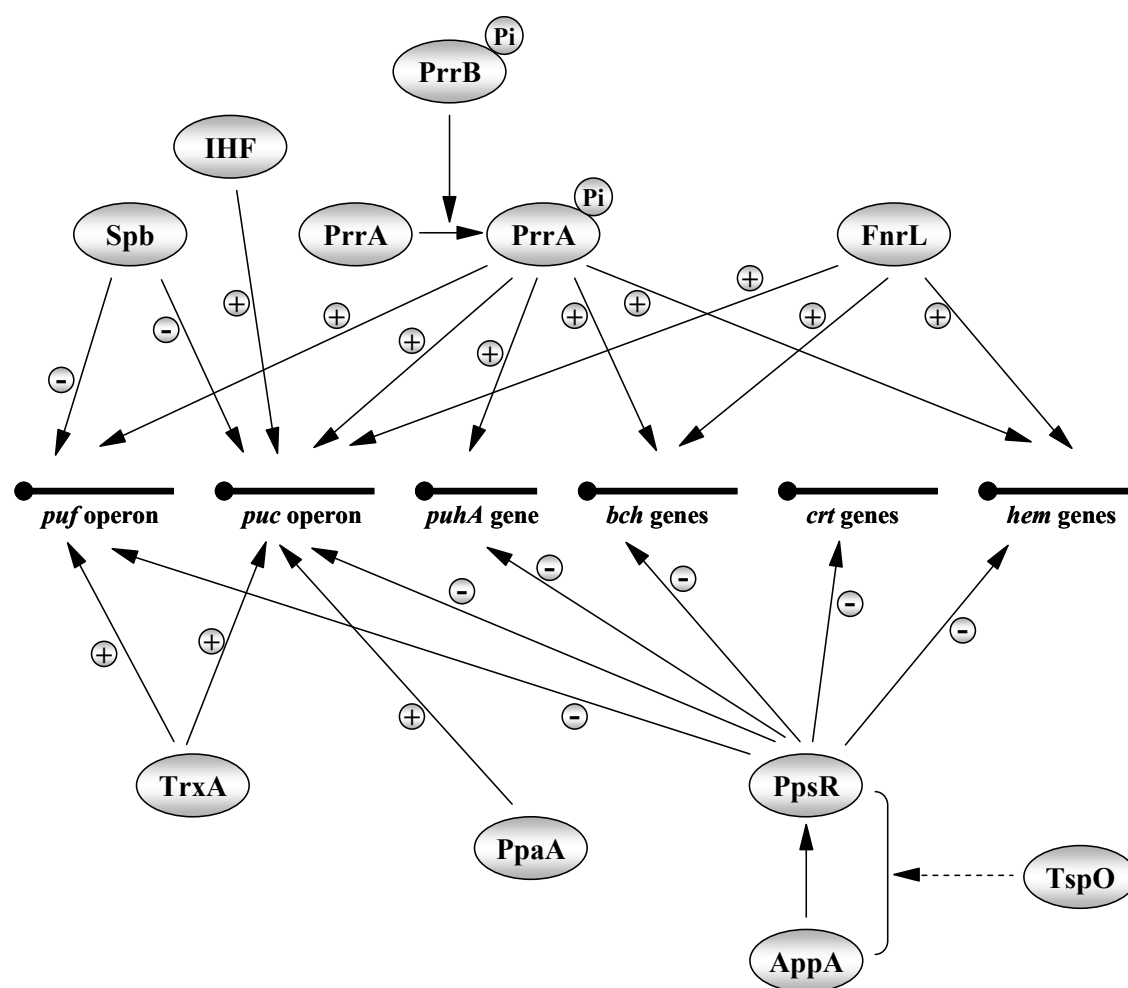 Pi
PrrB
IHF
Pi
Spb
PrrA
PrrA
FnrL
+
+
+
+
+
+
+
-
+
+
+
-
puf operon
puc operon
puhA gene
bch genes
crt genes
hem genes
-
-
-
-
-
+
+
+
-
TrxA
PpsR
PpaA
TspO
AppA